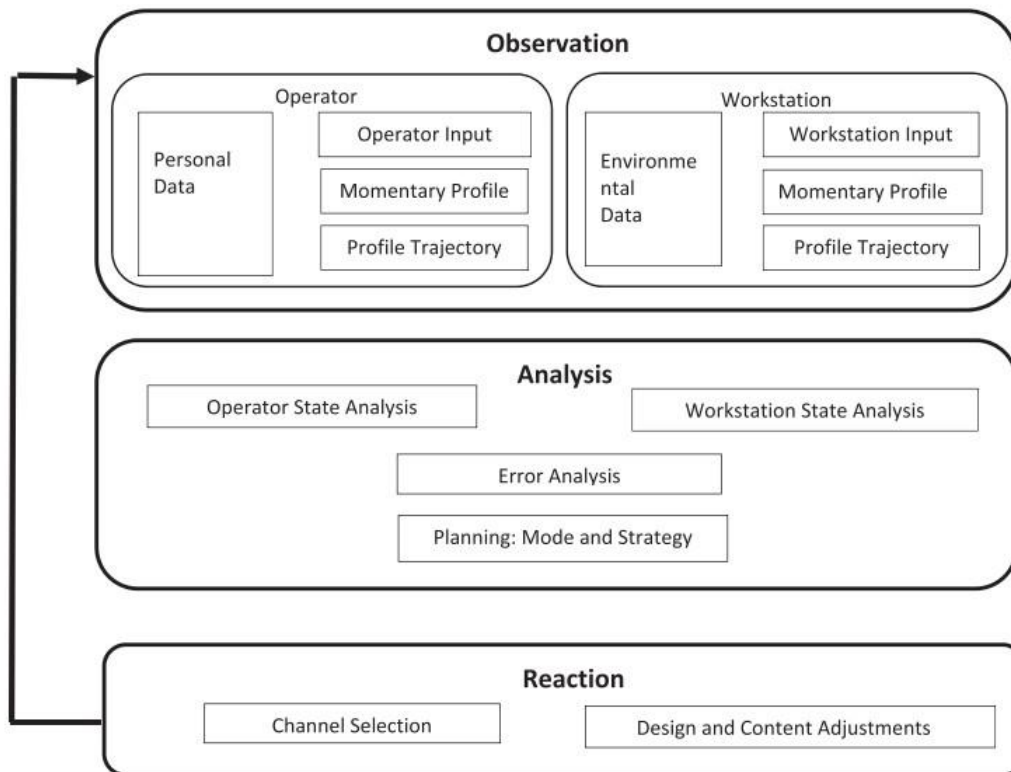 Observation
Operator
Personal
Data
Operator Input
Momentary Profile
Profile Trajectory
Workstation
Environme
ntal
Data
Workstation Input
Momentary Profile
Profile Trajectory
Analysis
Operator State Analysis
Workstation State Analysis
Error Analysis
Planning: Mode and Strategy
Reaction
Channel Selection
Design and Content Adjustments